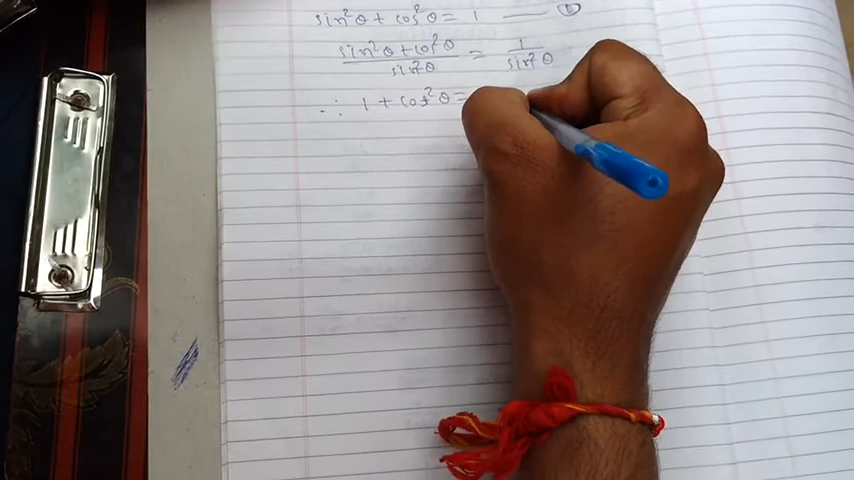 sin²θ + cos²θ = 1 —— ①
sin²θ + cos²θ / sin²θ = 1 / sin²θ
∴ 1 + cot²θ =